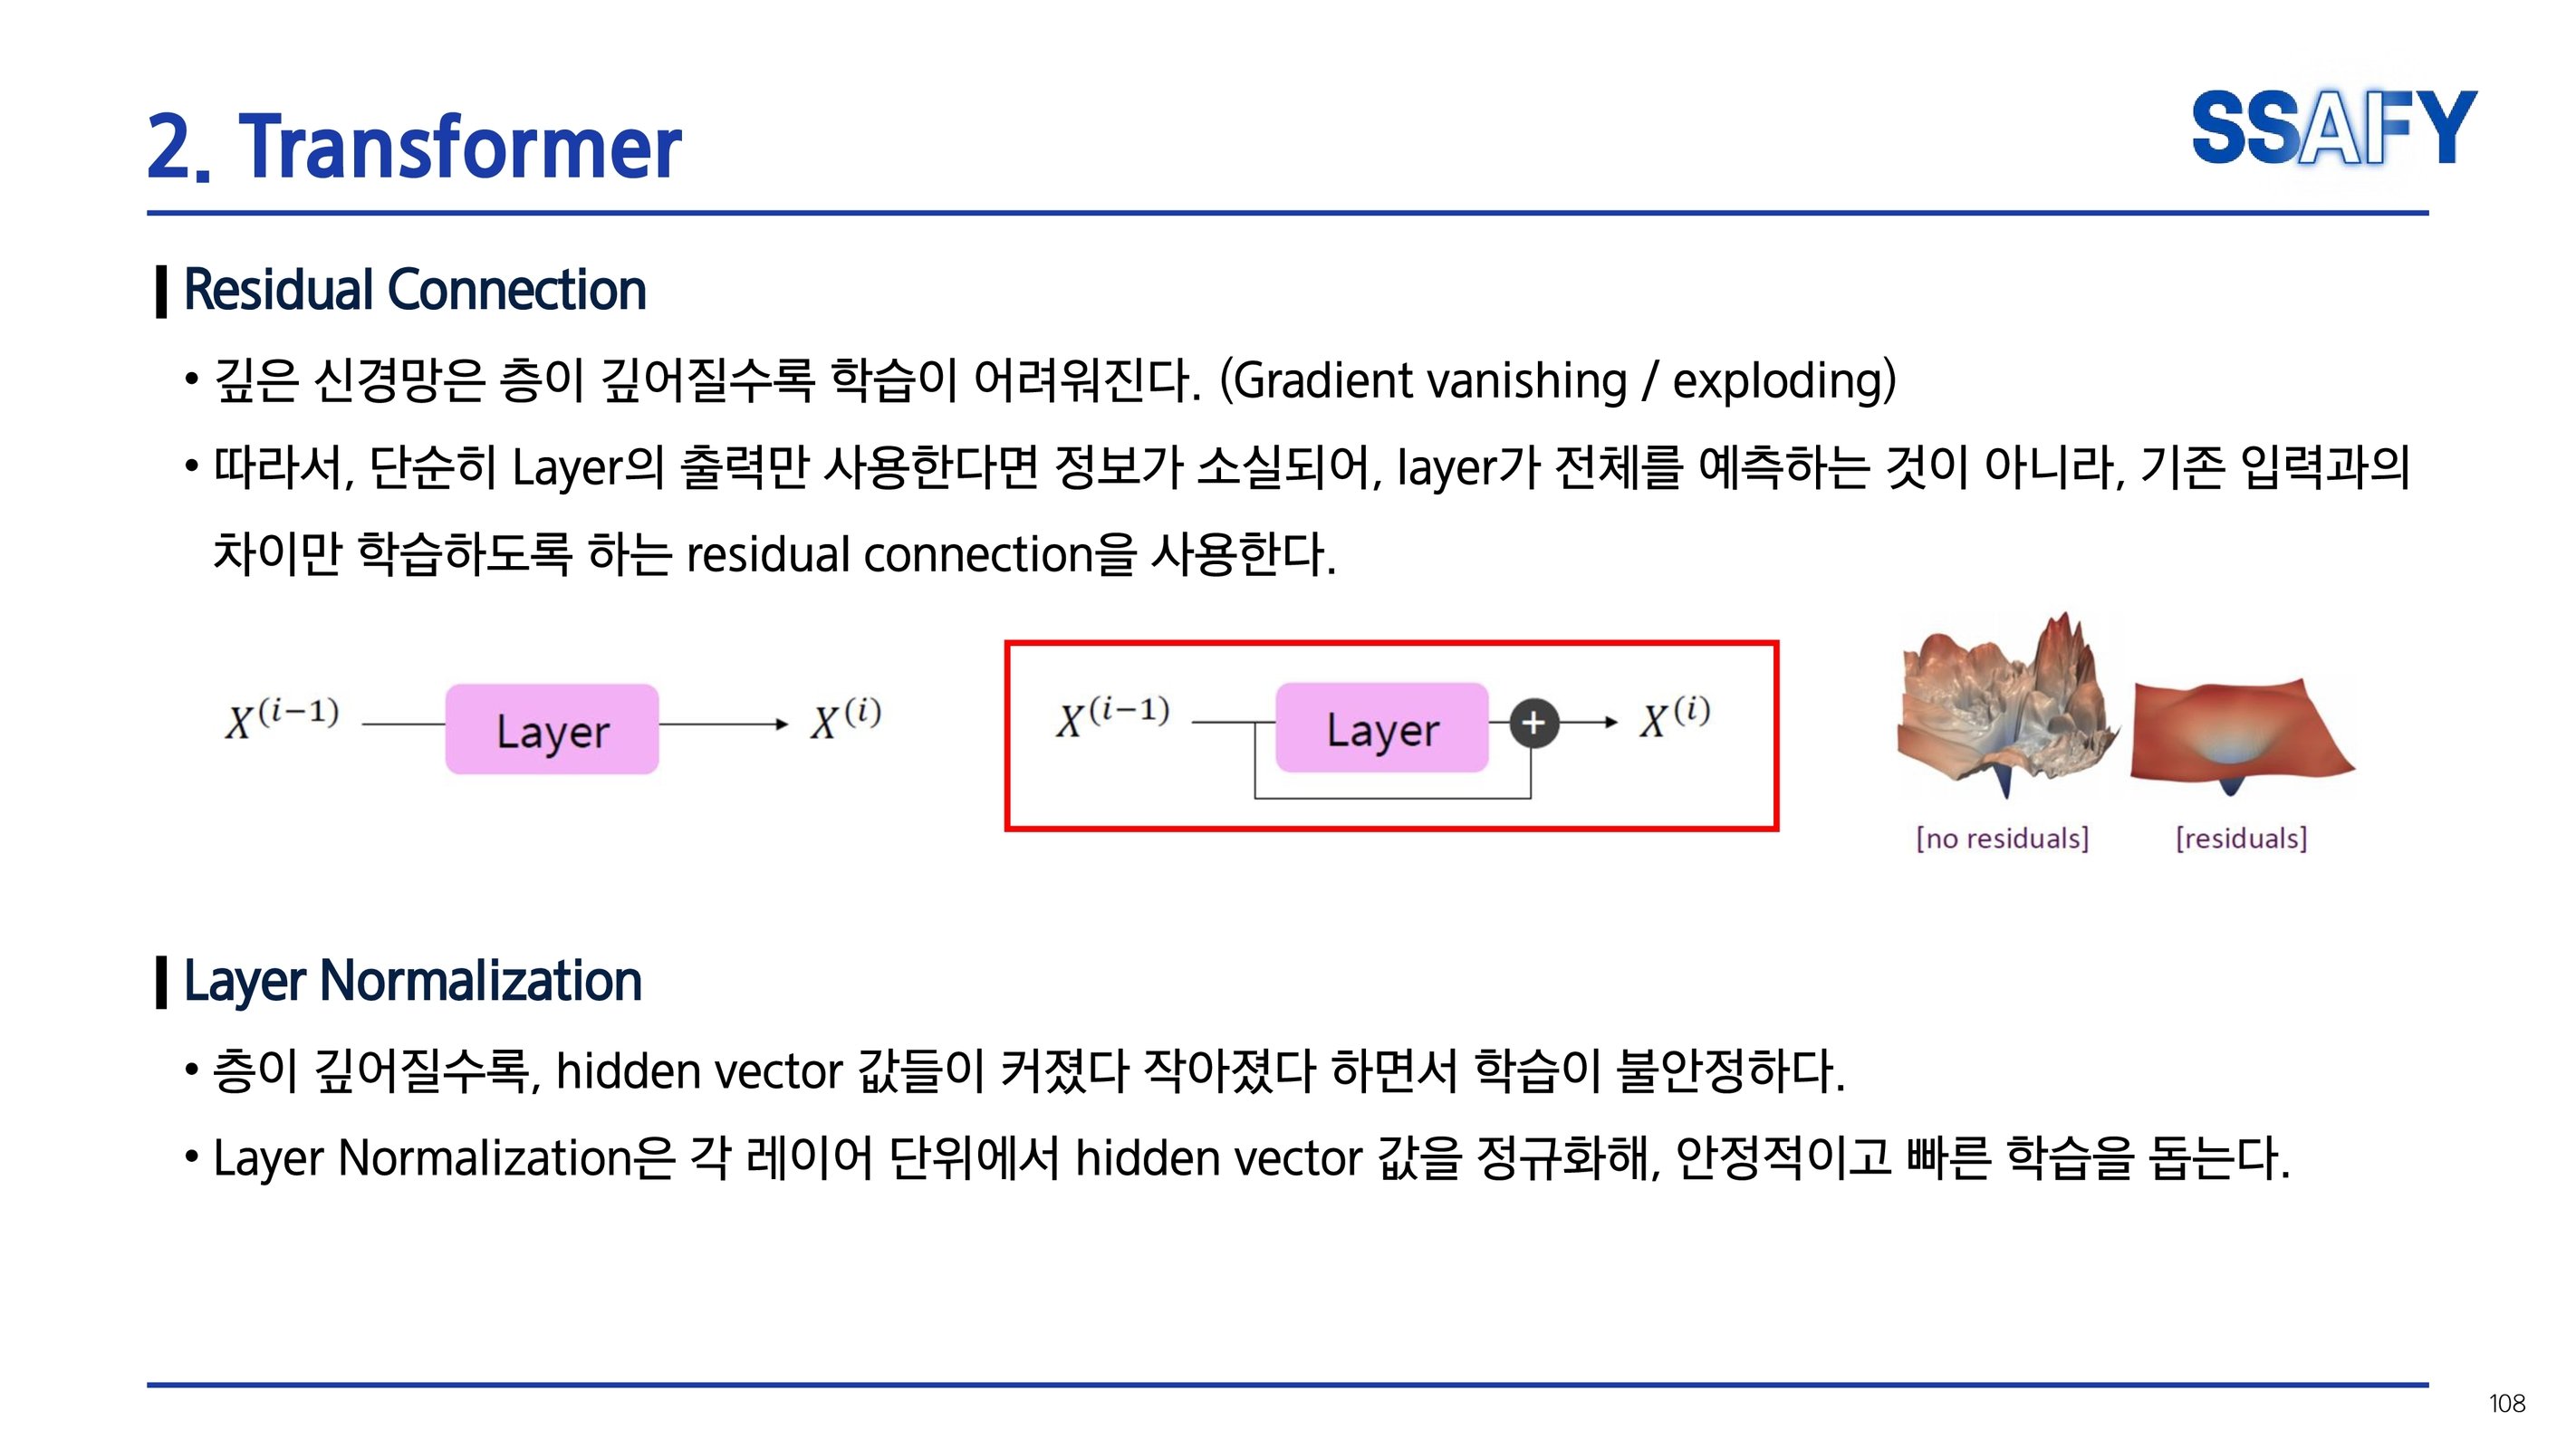 2. Transformer
SSAFY
Residual Connection
• 깊은 신경망은 층이 깊어질수록 학습이 어려워진다. (Gradient vanishing / exploding)
• 따라서, 단순히 Layer의 출력만 사용한다면 정보가 소실되어, layer가 전체를 예측하는 것이 아니라, 기존 입력과의
차이만 학습하도록 하는 residual connection을 사용한다.
X^(i−1) Layer X^(i)
X^(i−1) Layer + X^(i)
[no residuals] [residuals]
Layer Normalization
• 층이 깊어질수록, hidden vector 값들이 커졌다 작아졌다 하면서 학습이 불안정하다.
• Layer Normalization은 각 레이어 단위에서 hidden vector 값을 정규화해, 안정적이고 빠른 학습을 돕는다.
108